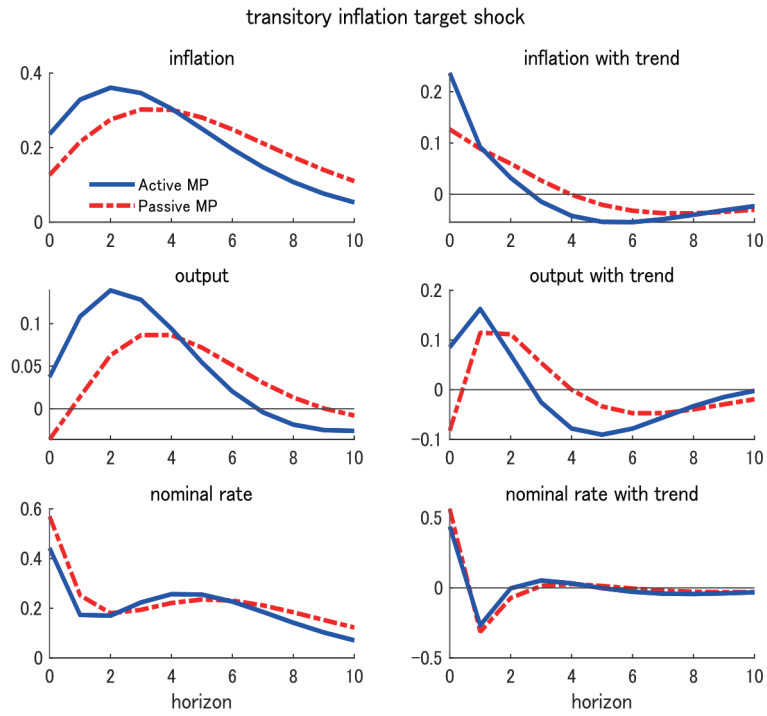 transitory inflation target shock
inflation
0.4
0.2
0
Active MP
Passive MP
0 2 4 6 8 10
inflation with trend
0.2
0.1
0
0 2 4 6 8 10
output
0.1
0.05
0
0 2 4 6 8 10
output with trend
0.2
0.1
0
−0.1
0 2 4 6 8 10
nominal rate
0.6
0.4
0.2
0
0 2 4 6 8 10
horizon
nominal rate with trend
0.5
0
−0.5
0 2 4 6 8 10
horizon